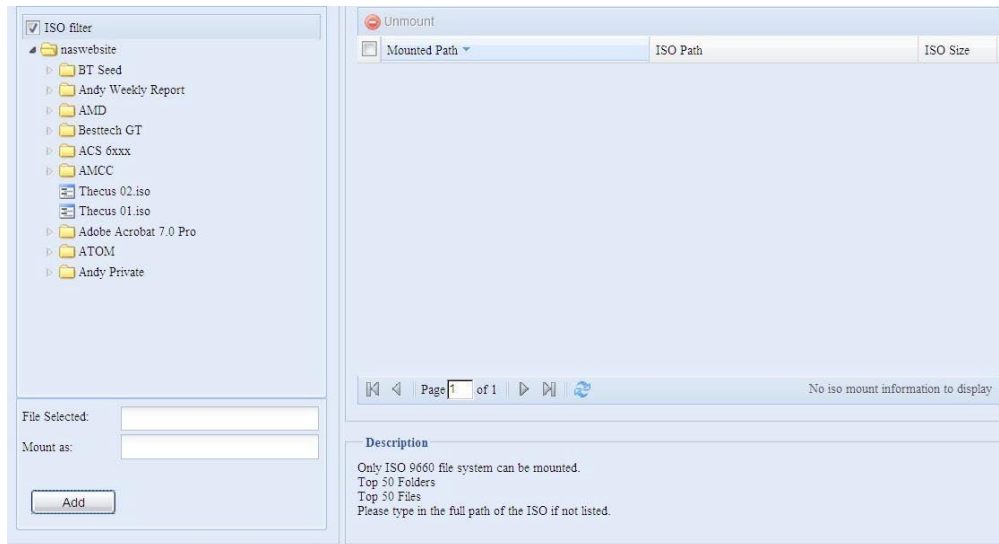 ISO filter
naswebsite
BT Seed
Andy Weekly Report
AMD
Besttech GT
ACS 6xxx
AMCC
Thecus 02.iso
Thecus 01.iso
Adobe Acrobat 7.0 Pro
ATOM
Andy Private
File Selected:
Mount as:
Add
Unmount
Mounted Path ISO Path ISO Size
Page 1 of 1 No iso mount information to display
Description
Only ISO 9660 file system can be mounted.
Top 50 Folders
Top 50 Files
Please type in the full path of the ISO if not listed.